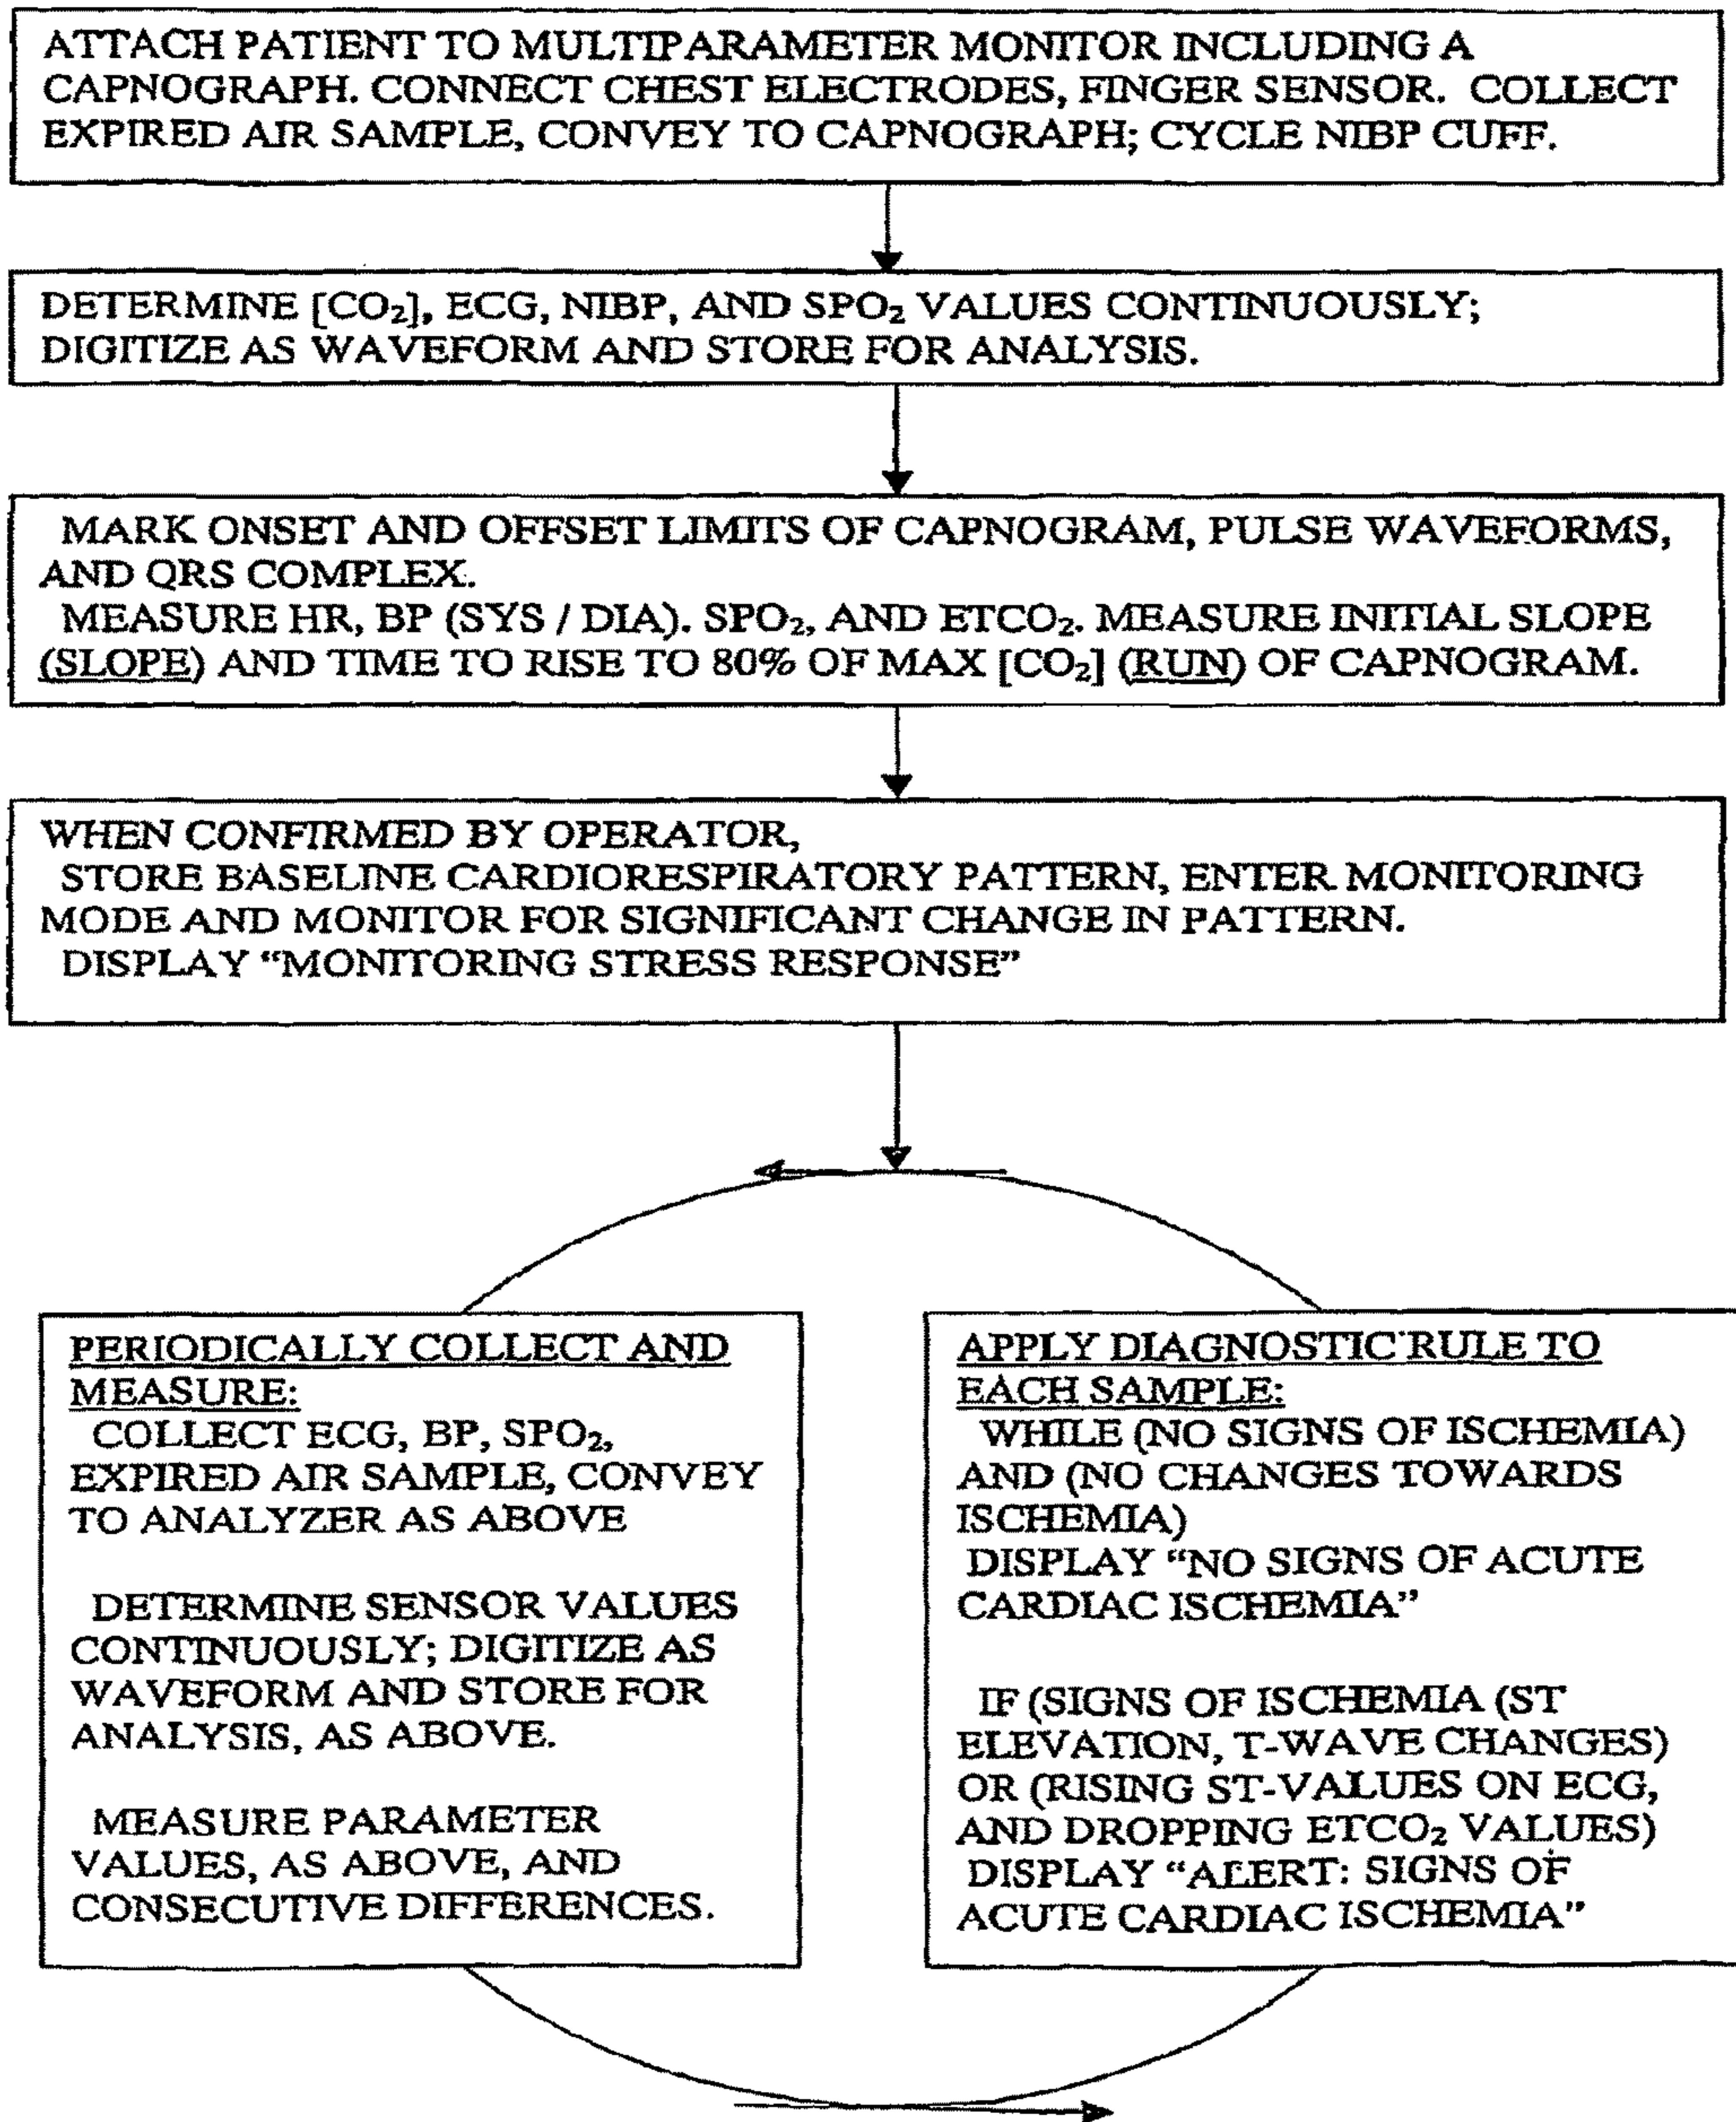 ATTACH PATIENT TO MULTIPARAMETER MONITOR INCLUDING A
CAPNOGRAPH. CONNECT CHEST ELECTRODES, FINGER SENSOR. COLLECT
EXPIRED AIR SAMPLE, CONVEY TO CAPNOGRAPH; CYCLE NIBP CUFF.
DETERMINE [CO₂], ECG, NIBP, AND SPO₂ VALUES CONTINUOUSLY;
DIGITIZE AS WAVEFORM AND STORE FOR ANALYSIS.
MARK ONSET AND OFFSET LIMITS OF CAPNOGRAM, PULSE WAVEFORMS,
AND QRS COMPLEX.
MEASURE HR, BP (SYS / DIA). SPO₂, AND ETCO₂. MEASURE INITIAL SLOPE
(SLOPE) AND TIME TO RISE TO 80% OF MAX [CO₂] (RUN) OF CAPNOGRAM.
WHEN CONFIRMED BY OPERATOR,
STORE BASELINE CARDIORESPIRATORY PATTERN, ENTER MONITORING
MODE AND MONITOR FOR SIGNIFICANT CHANGE IN PATTERN.
DISPLAY “MONITORING STRESS RESPONSE”
PERIODICALLY COLLECT AND
MEASURE:
COLLECT ECG, BP, SPO₂,
EXPIRED AIR SAMPLE, CONVEY
TO ANALYZER AS ABOVE
DETERMINE SENSOR VALUES
CONTINUOUSLY; DIGITIZE AS
WAVEFORM AND STORE FOR
ANALYSIS, AS ABOVE.
MEASURE PARAMETER
VALUES, AS ABOVE, AND
CONSECUTIVE DIFFERENCES.
APPLY DIAGNOSTIC RULE TO
EACH SAMPLE:
WHILE (NO SIGNS OF ISCHEMIA)
AND (NO CHANGES TOWARDS
ISCHEMIA)
DISPLAY “NO SIGNS OF ACUTE
CARDIAC ISCHEMIA”
IF (SIGNS OF ISCHEMIA (ST
ELEVATION, T-WAVE CHANGES)
OR (RISING ST-VALUES ON ECG,
AND DROPPING ETCO₂ VALUES)
DISPLAY “ALERT: SIGNS OF
ACUTE CARDIAC ISCHEMIA”